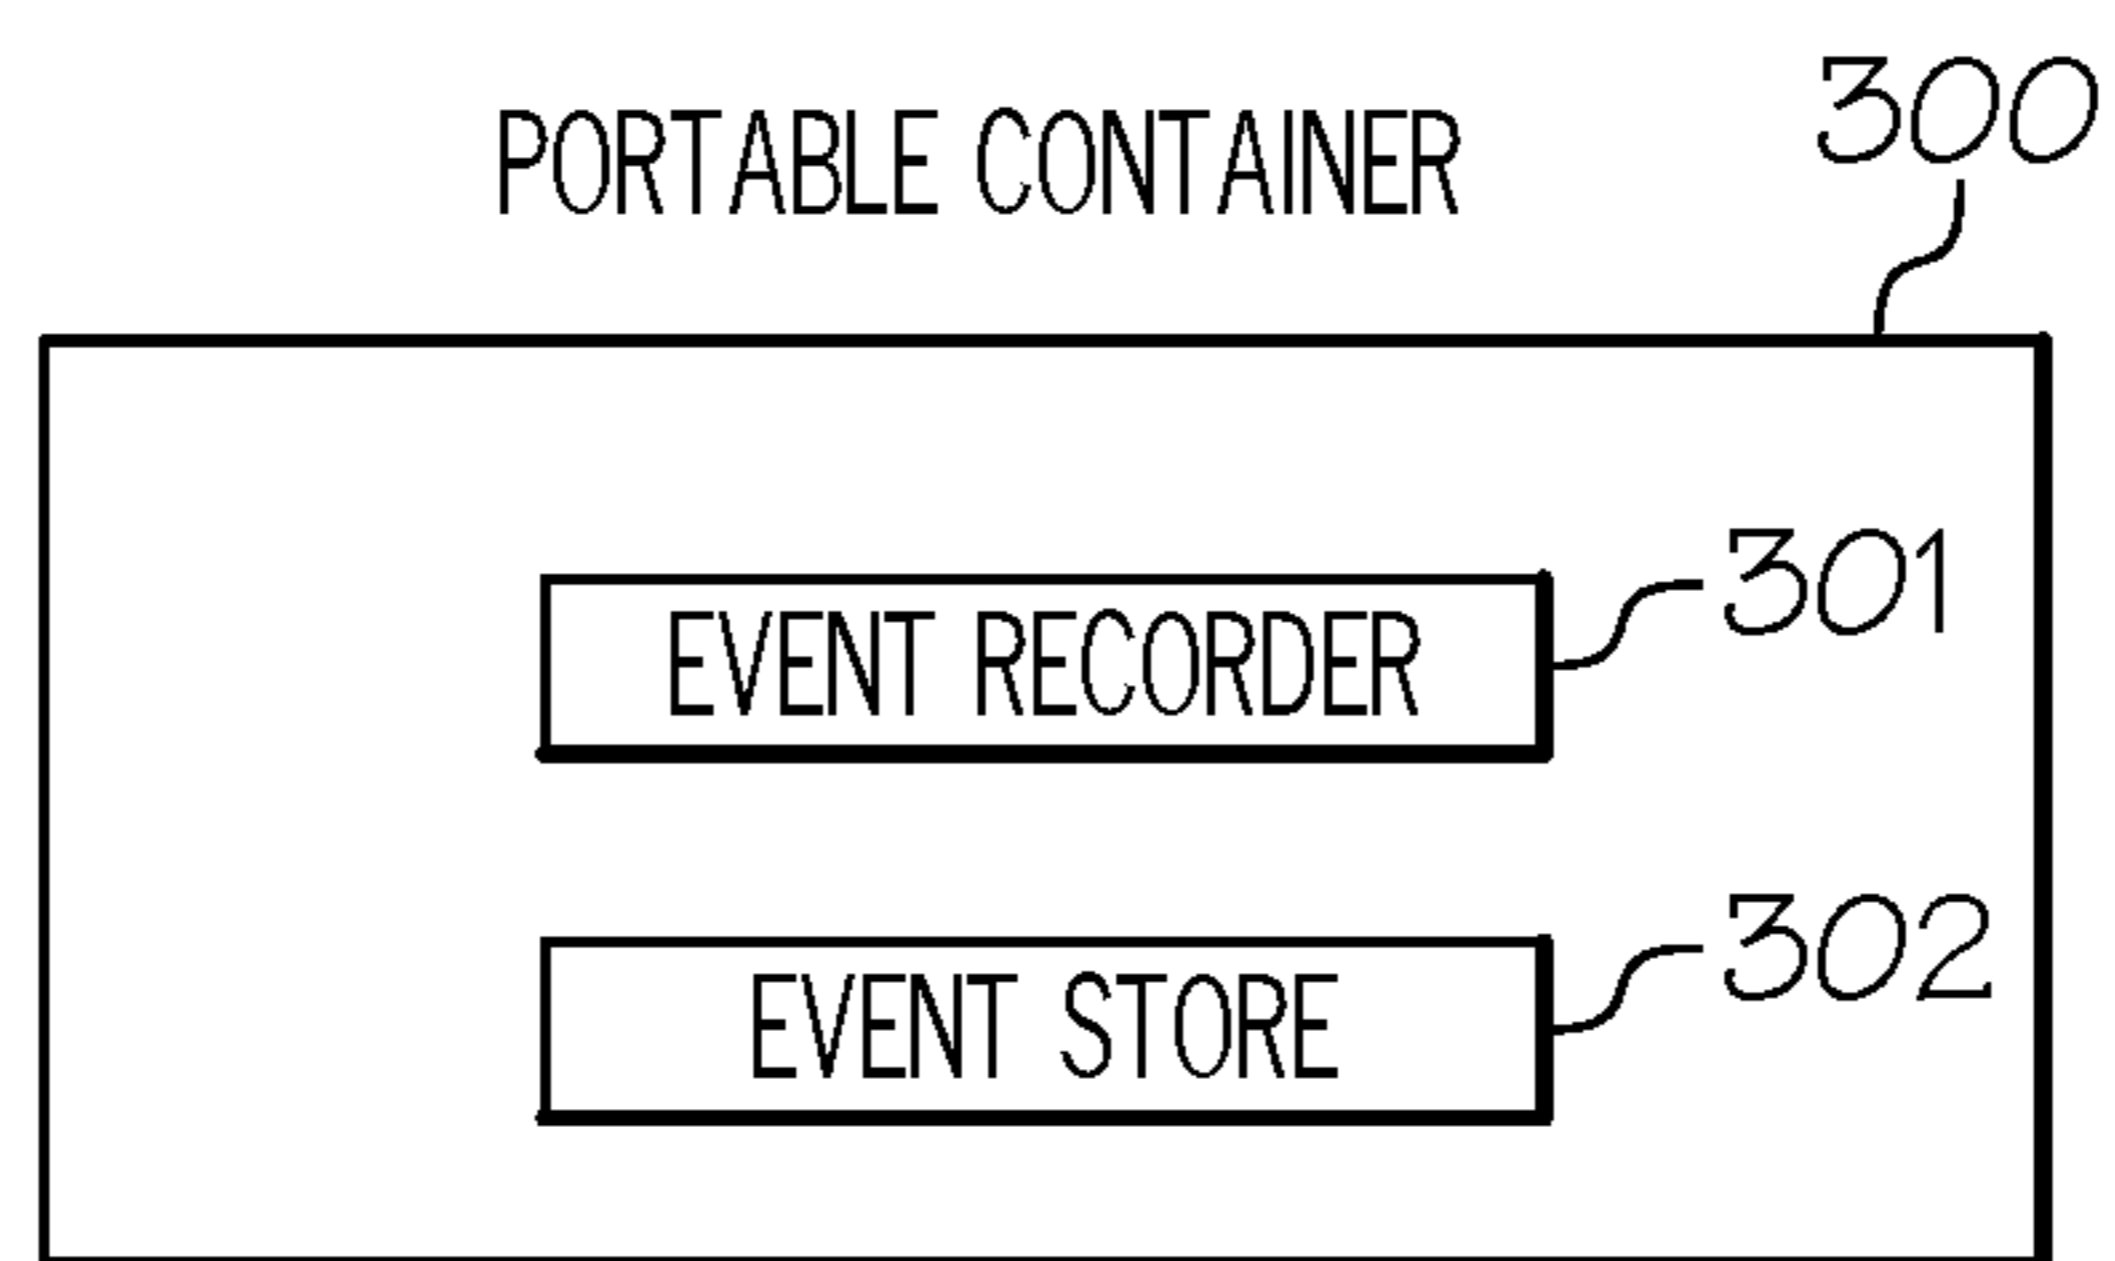 300
PORTABLE CONTAINER
301
EVENT RECORDER
302
EVENT STORE